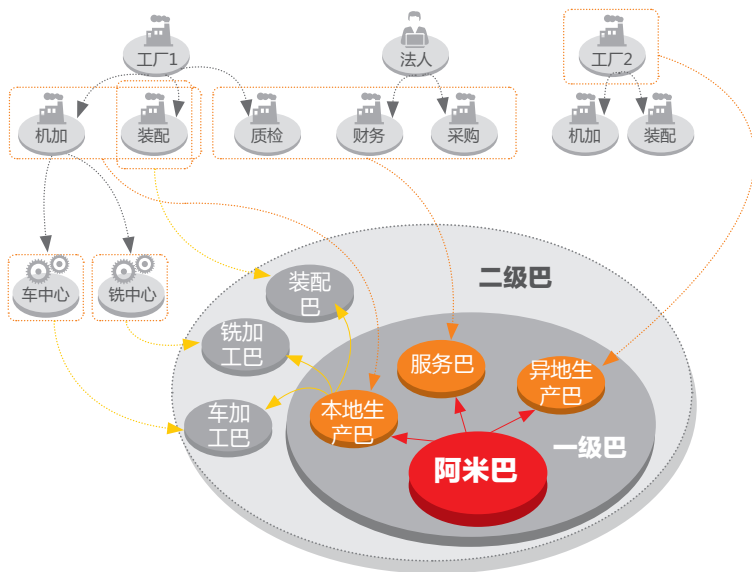 工厂1
法人
工厂2
机加
装配
质检
财务
采购
机加
装配
车中心
铣中心
装配
巴
二级巴
铣加
工巴
服务巴
异地生
产巴
车加
工巴
本地生
产巴
一级巴
阿米巴